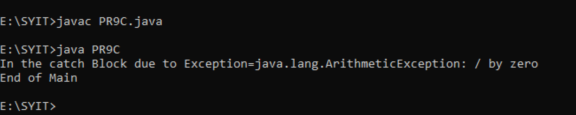 E:\SYIT>javac PR9C.java
E:\SYIT>java PR9C
In the catch Block due to Exception=java.lang.ArithmeticException: / by zero
End of Main
E:\SYIT>